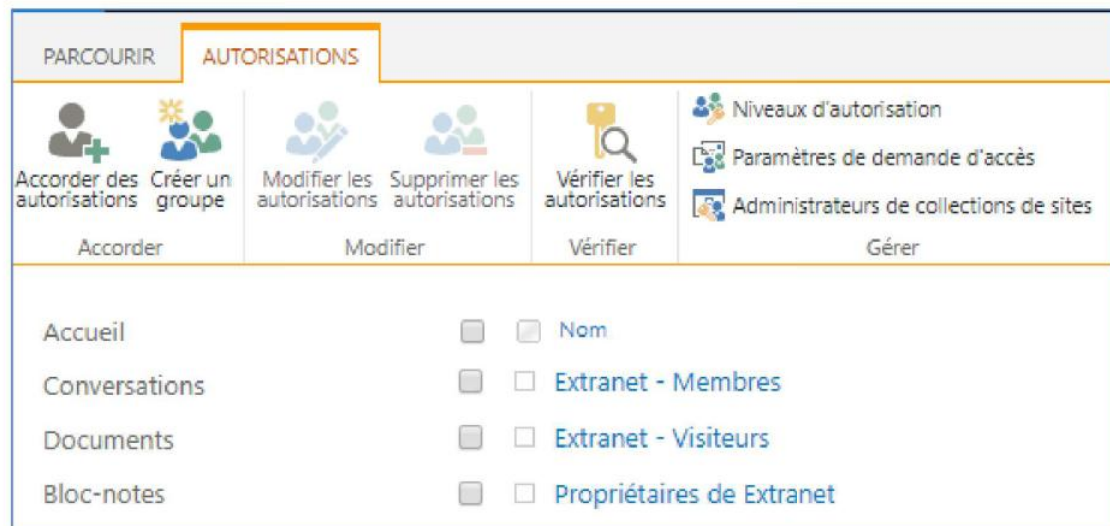 PARCOURIR AUTORISATIONS
Accorder des autorisations
Créer un groupe
Modifier les autorisations
Supprimer les autorisations
Vérifier les autorisations
Niveaux d'autorisation
Paramètres de demande d'accès
Administrateurs de collections de sites
Accorder Modifier Vérifier Gérer
Accueil Nom
Conversations Extranet - Membres
Documents Extranet - Visiteurs
Bloc-notes Propriétaires de Extranet